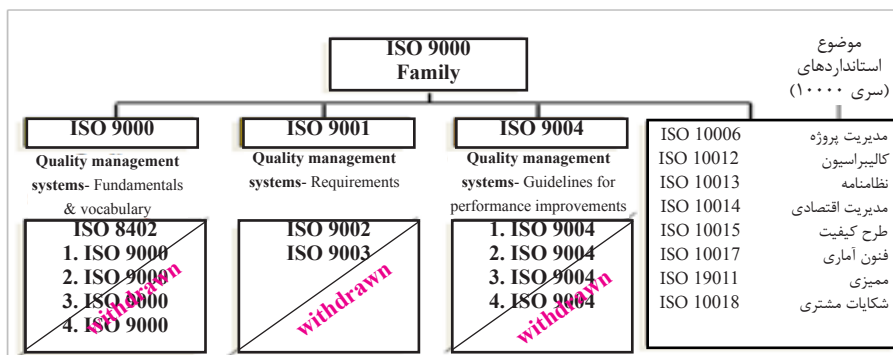 ISO 9000
Family
موضوع
استانداردهای
(سری ۱۰۰۰۰)
ISO 9000
Quality management
systems- Fundamentals
& vocabulary
ISO 8402
1. ISO 9000
2. ISO 9000
3. ISO 9000
4. ISO 9000
withdrawn
ISO 9001
Quality management
systems- Requirements
ISO 9002
ISO 9003
withdrawn
ISO 9004
Quality management
systems- Guidelines for
performance improvements
1. ISO 9004
2. ISO 9004
3. ISO 9004
4. ISO 9004
withdrawn
ISO 10006 مدیریت پروژه
ISO 10012 کالیبراسیون
ISO 10013 نظامنامه
ISO 10014 مدیریت اقتصادی
ISO 10015 طرح کیفیت
ISO 10017 فنون آماری
ISO 19011 ممیزی
ISO 10018 شکایات مشتری